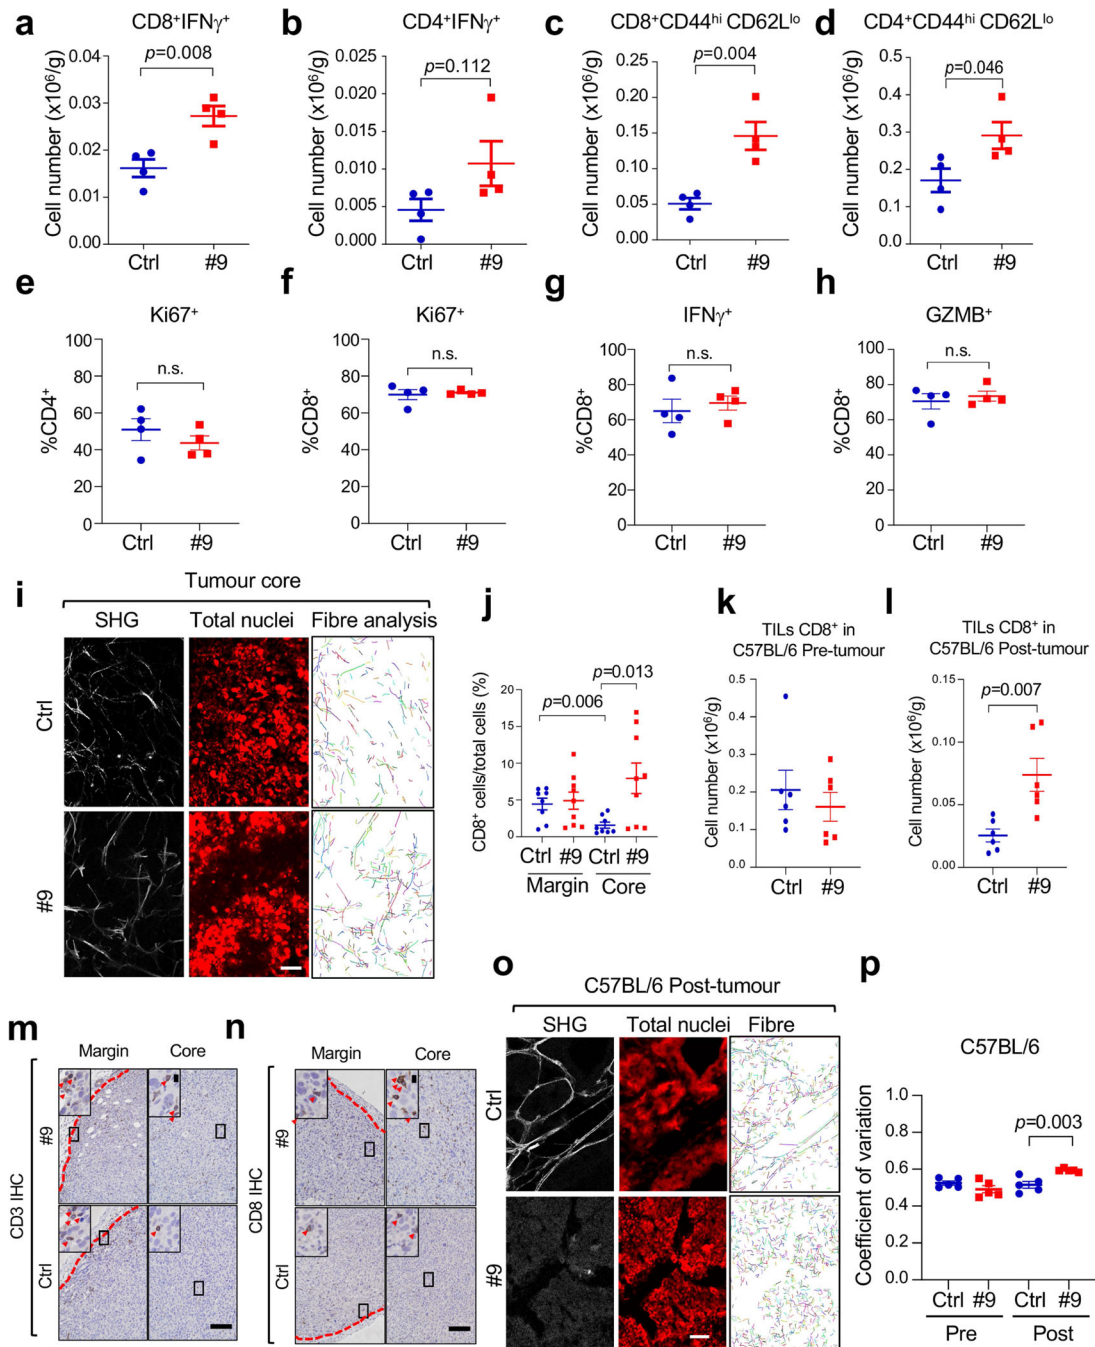 a
CD8⁺IFNγ⁺
Cell number (x10⁶/g)
0.04
0.03
0.02
0.01
0.00
p=0.008
Ctrl
#9
b
CD4⁺IFNγ⁺
Cell number (x10⁶/g)
0.025
0.020
0.015
0.010
0.005
0.000
p=0.112
Ctrl
#9
c
CD8⁺CD44ʰⁱ CD62Lˡᵒ
Cell number (x10⁶/g)
0.25
0.20
0.15
0.10
0.05
0.00
p=0.004
Ctrl
#9
d
CD4⁺CD44ʰⁱ CD62Lˡᵒ
Cell number (x10⁶/g)
0.5
0.4
0.3
0.2
0.1
0.0
p=0.046
Ctrl
#9
e
Ki67⁺
%CD4⁺
100
80
60
40
20
0
n.s.
Ctrl
#9
f
Ki67⁺
%CD8⁺
100
80
60
40
20
0
n.s.
Ctrl
#9
g
IFNγ⁺
%CD8⁺
100
80
60
40
20
0
n.s.
Ctrl
#9
h
GZMB⁺
%CD8⁺
100
80
60
40
20
0
n.s.
Ctrl
#9
i
Tumour core
SHG
Total nuclei
Fibre analysis
Ctrl
#9
j
CD8⁺ cells/total cells (%)
20
15
10
5
0
p=0.006
p=0.013
Ctrl #9 Ctrl #9
Margin
Core
k
TILs CD8⁺ in
C57BL/6 Pre-tumour
Cell number (x10⁶/g)
0.5
0.4
0.3
0.2
0.1
0.0
Ctrl
#9
l
TILs CD8⁺ in
C57BL/6 Post-tumour
Cell number (x10⁶/g)
0.15
0.10
0.05
0.00
p=0.007
Ctrl
#9
m
Margin
Core
CD3 IHC
#9
Ctrl
n
Margin
Core
CD8 IHC
#9
Ctrl
o
C57BL/6 Post-tumour
SHG
Total nuclei
Fibre
Ctrl
#9
p
C57BL/6
Coefficient of variation
1.0
0.8
0.6
0.4
0.2
0.0
p=0.003
Ctrl #9
Ctrl #9
Pre
Post